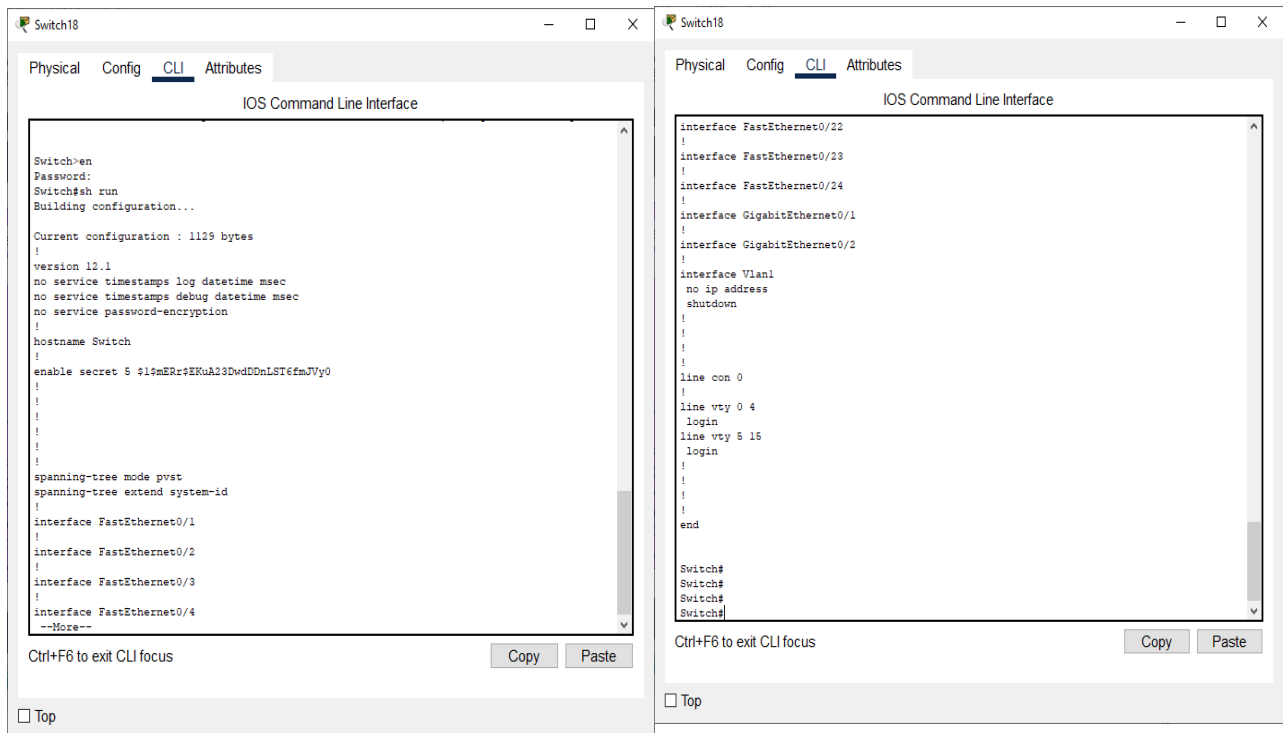 Switch18
Physical Config CLI Attributes
IOS Command Line Interface
Switch>en
Password:
Switch#sh run
Building configuration...
Current configuration : 1129 bytes
!
version 12.1
no service timestamps log datetime msec
no service timestamps debug datetime msec
no service password-encryption
!
hostname Switch
!
enable secret 5 $1$mERr$EKuA23DwdDDnLST6fmJVy0
!
!
!
!
!
!
spanning-tree mode pvst
spanning-tree extend system-id
!
interface FastEthernet0/1
!
interface FastEthernet0/2
!
interface FastEthernet0/3
!
interface FastEthernet0/4
--More--
Ctrl+F6 to exit CLI focus
Copy Paste
Top
Switch18
Physical Config CLI Attributes
IOS Command Line Interface
interface FastEthernet0/22
!
interface FastEthernet0/23
!
interface FastEthernet0/24
!
interface GigabitEthernet0/1
!
interface GigabitEthernet0/2
!
interface Vlan1
no ip address
shutdown
!
!
!
!
line con 0
!
line vty 0 4
login
line vty 5 15
login
!
!
!
!
end
Switch#
Switch#
Switch#
Switch#
Ctrl+F6 to exit CLI focus
Copy Paste
Top